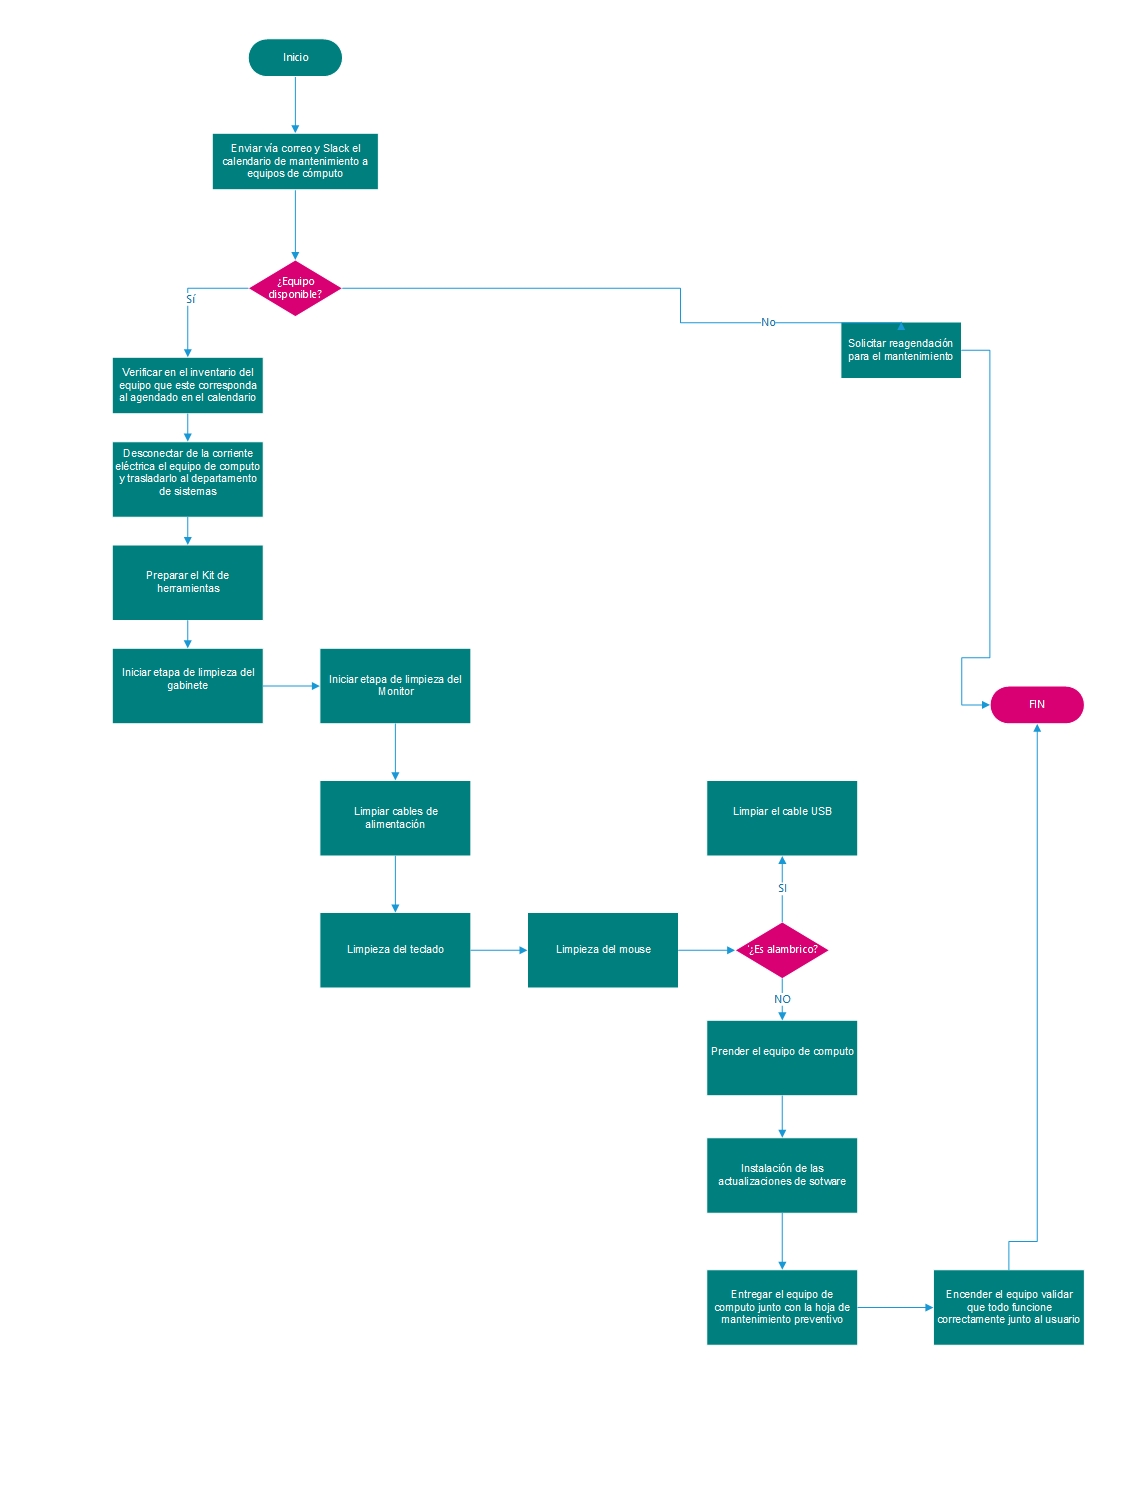 Inicio
Enviar vía correo y Slack el
calendario de mantenimiento a
equipos de cómputo
¿Equipo
disponible?
Sí
No
Solicitar reagendación
para el mantenimiento
Verificar en el inventario del
equipo que este corresponda
al agendado en el calendario
Desconectar de la corriente
eléctrica el equipo de computo
y trasladarlo al departamento
de sistemas
Preparar el Kit de
herramientas
Iniciar etapa de limpieza del
gabinete
Iniciar etapa de limpieza del
Monitor
FIN
Limpiar cables de
alimentación
Limpiar el cable USB
SI
Limpieza del teclado
Limpieza del mouse
'¿Es alambrico?
NO
Prender el equipo de computo
Instalación de las
actualizaciones de sotware
Entregar el equipo de
computo junto con la hoja de
mantenimiento preventivo
Encender el equipo validar
que todo funcione
correctamente junto al usuario